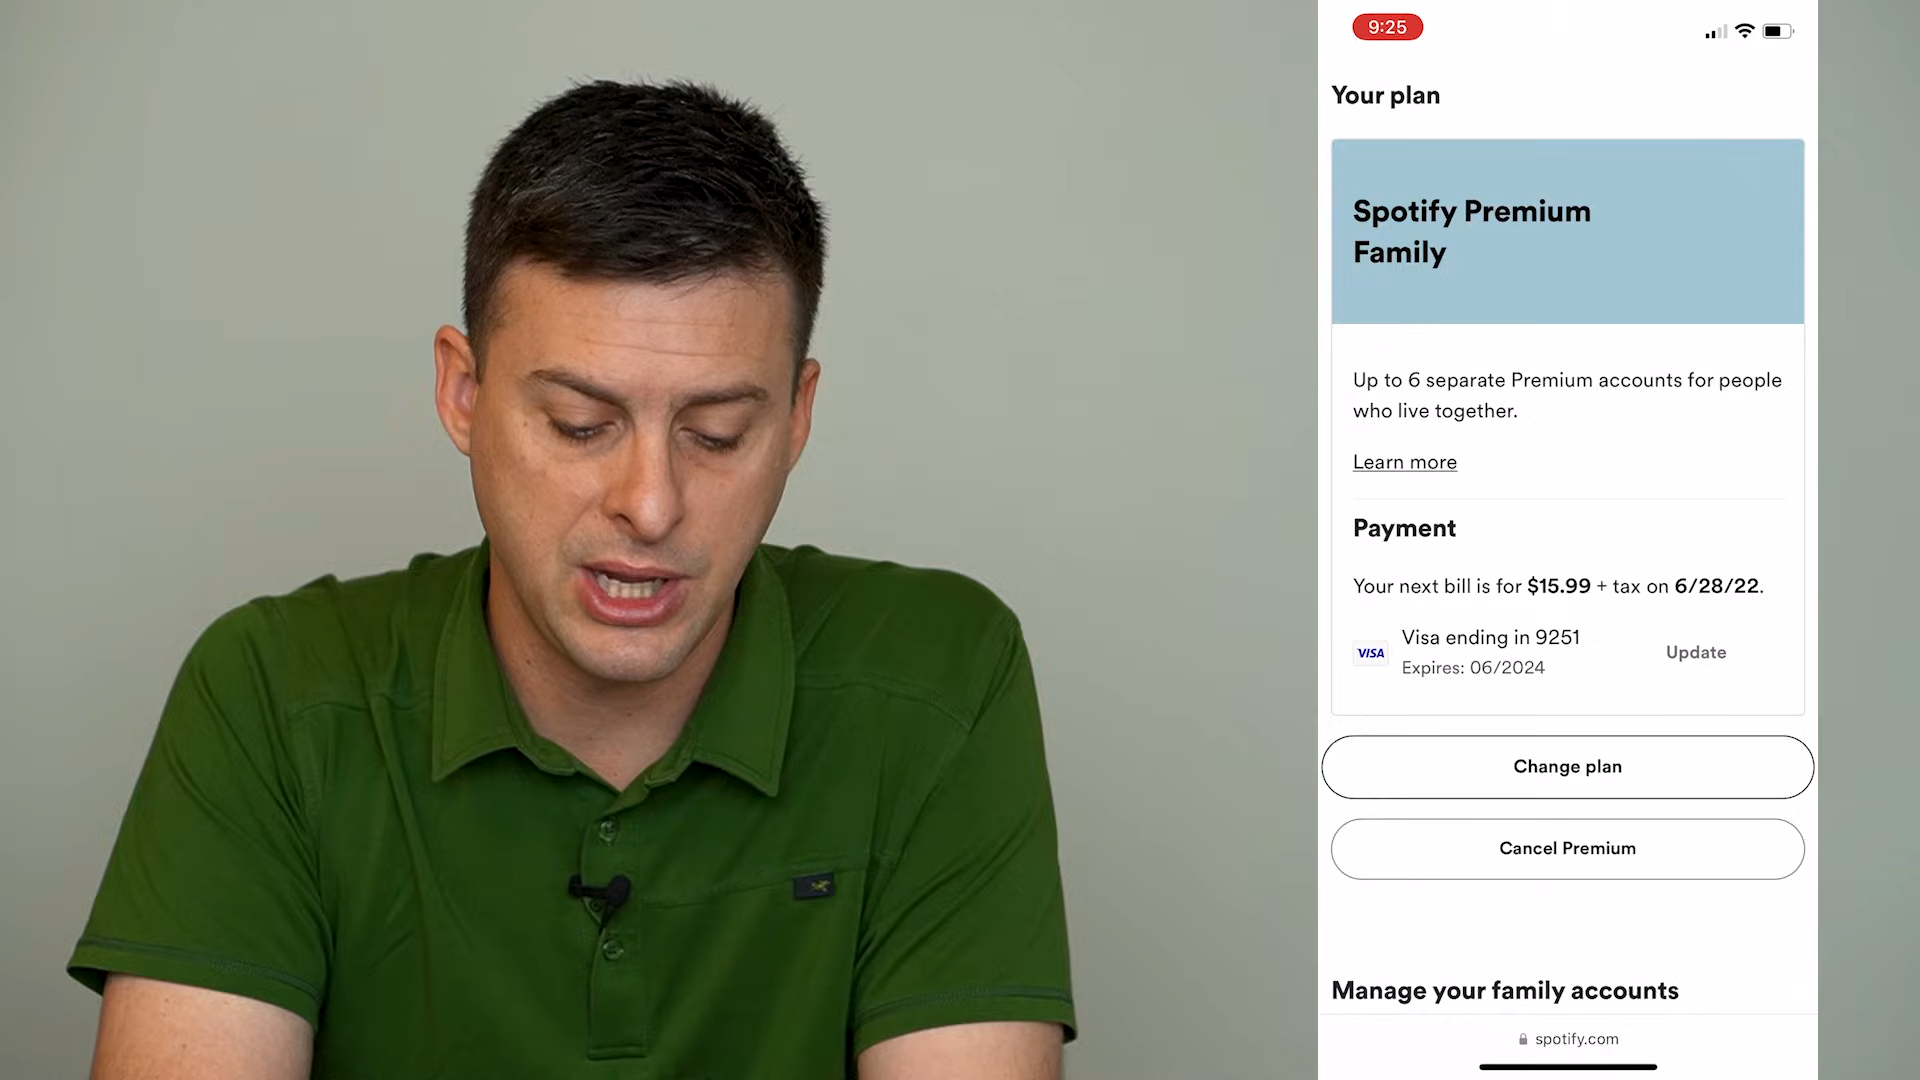 9:25
Your plan
Spotify Premium
Family
Up to 6 separate Premium accounts for people
who live together.
Learn more
Payment
Your next bill is for $15.99 + tax on 6/28/22.
VISA
Visa ending in 9251
Expires: 06/2024
Update
Change plan
Cancel Premium
Manage your family accounts
spotify.com